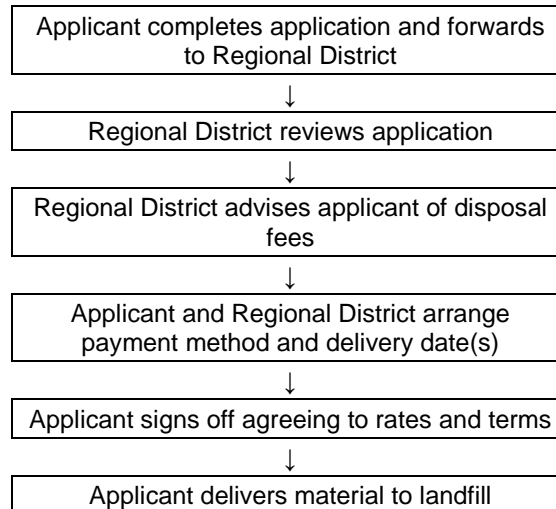 Applicant completes application and forwards
to Regional District
↓
Regional District reviews application
↓
Regional District advises applicant of disposal
fees
↓
Applicant and Regional District arrange
payment method and delivery date(s)
↓
Applicant signs off agreeing to rates and terms
↓
Applicant delivers material to landfill